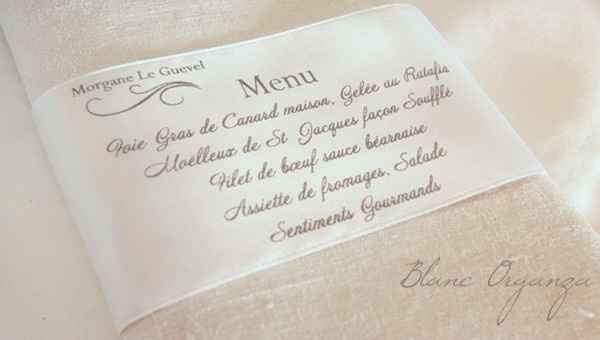 Morgane Le Guevel
Menu
Foie Gras de Canard maison, Gelée au Ratafia
Moëlleux de St Jacques façon Soufflé
Filet de bœuf sauce béarnaise
Assiette de fromages, Salade
Sentiments Gourmands
Blanc Organza